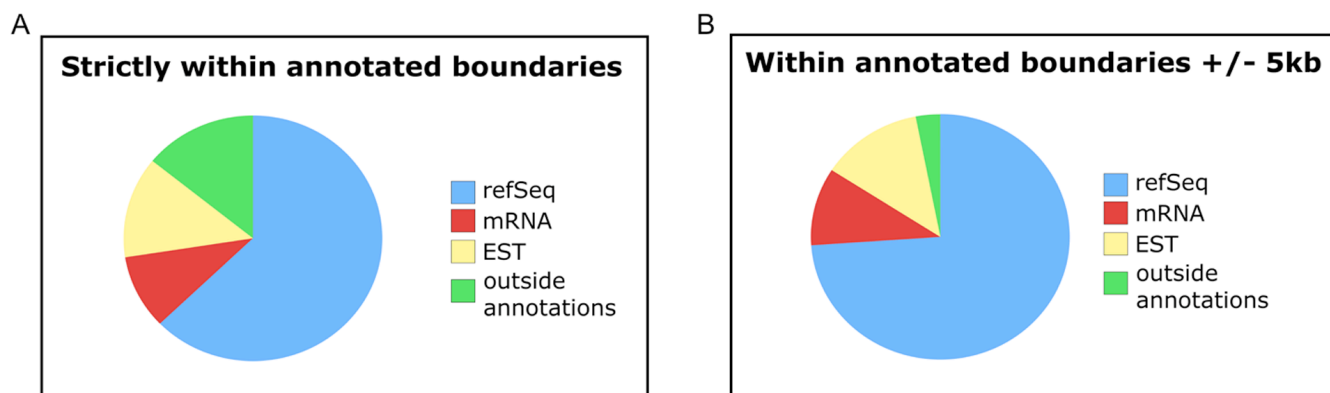 A
Strictly within annotated boundaries
refSeq
mRNA
EST
outside
annotations
B
Within annotated boundaries +/- 5kb
refSeq
mRNA
EST
outside
annotations